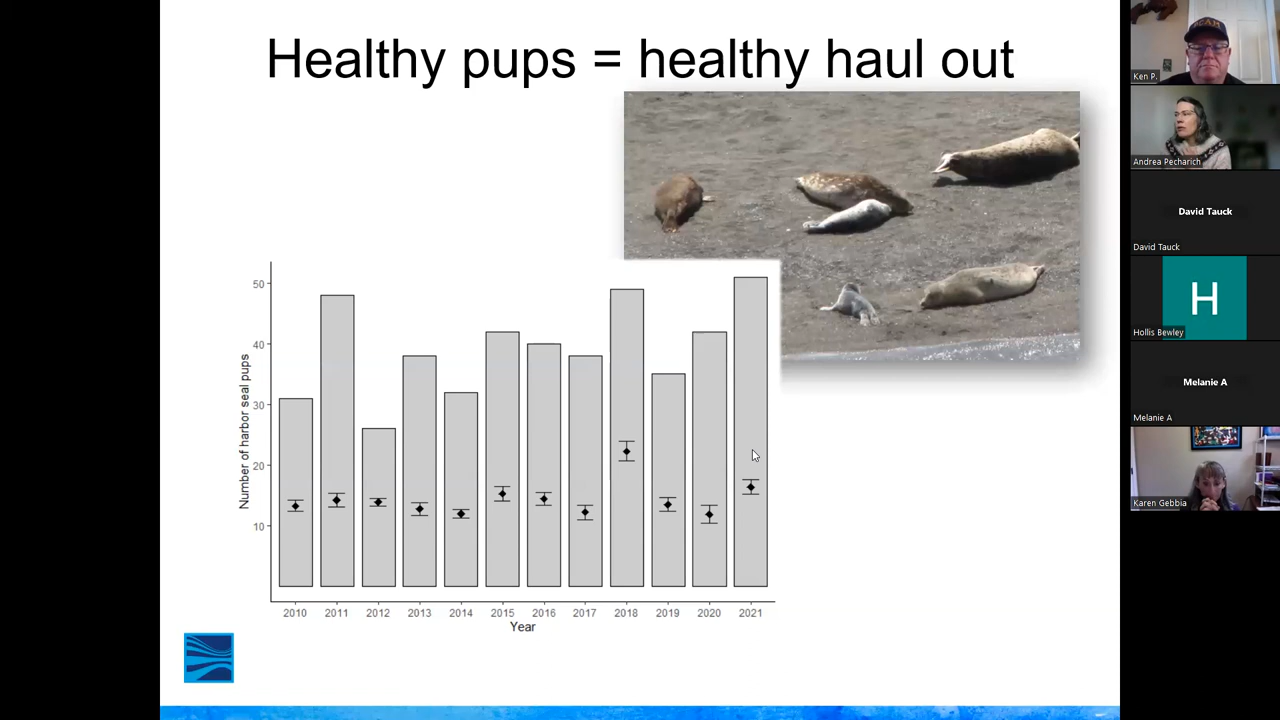 Healthy pups = healthy haul out
Number of harbor seal pups
50
40
30
20
10
2010 2011 2012 2013 2014 2015 2016 2017 2018 2019 2020 2021
Year
Ken P.
Andrea Pecharich
David Tauck
David Tauck
H
Hollis Bewley
Melanie A
Melanie A
Karen Gebbia